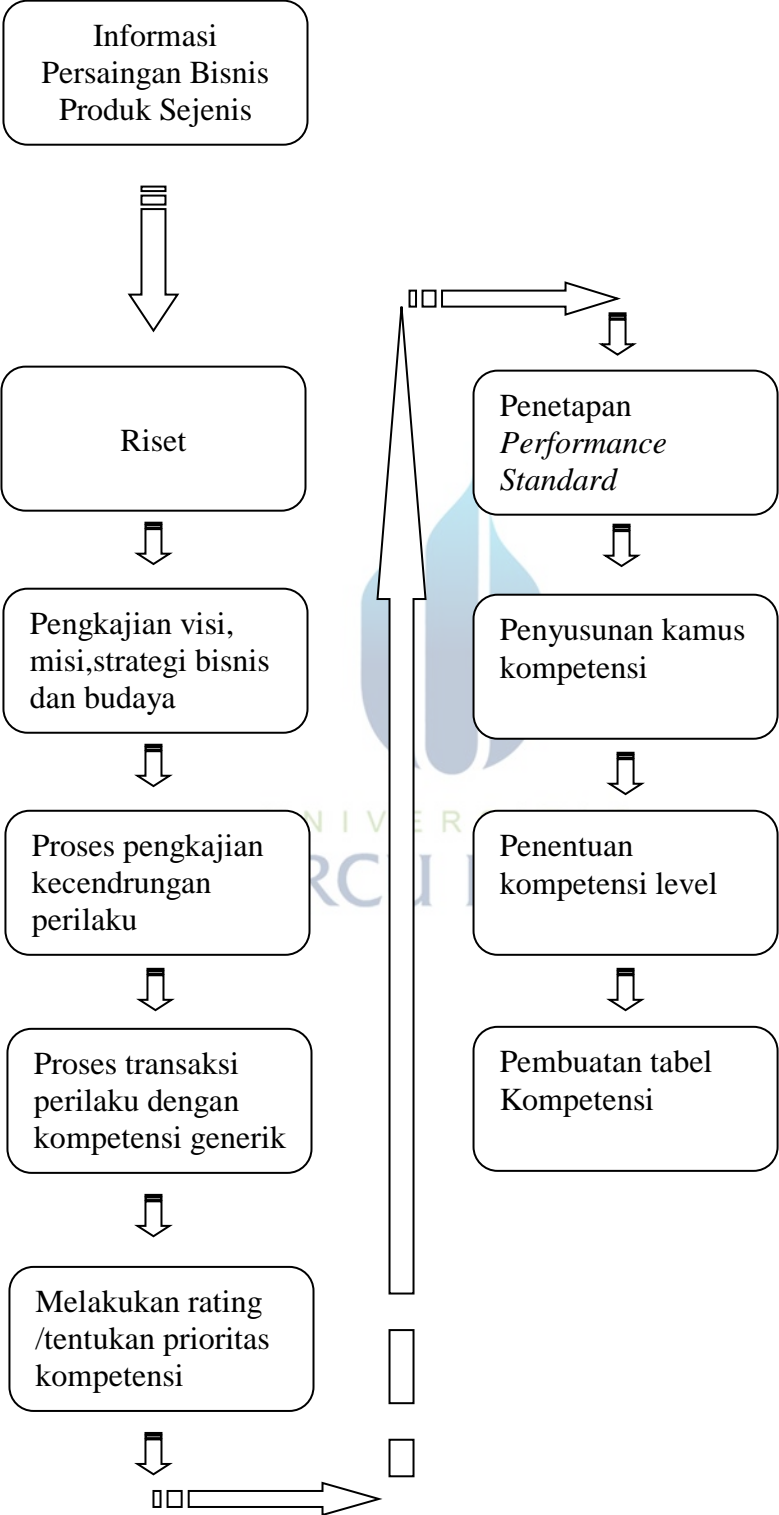 Informasi
Persaingan Bisnis
Produk Sejenis
Riset
Pengkajian visi,
misi,strategi bisnis
dan budaya
Proses pengkajian
kecendrungan
perilaku
Proses transaksi
perilaku dengan
kompetensi generik
Melakukan rating
/tentukan prioritas
kompetensi
Penetapan
Performance
Standard
Penyusunan kamus
kompetensi
Penentuan
kompetensi level
Pembuatan tabel
Kompetensi